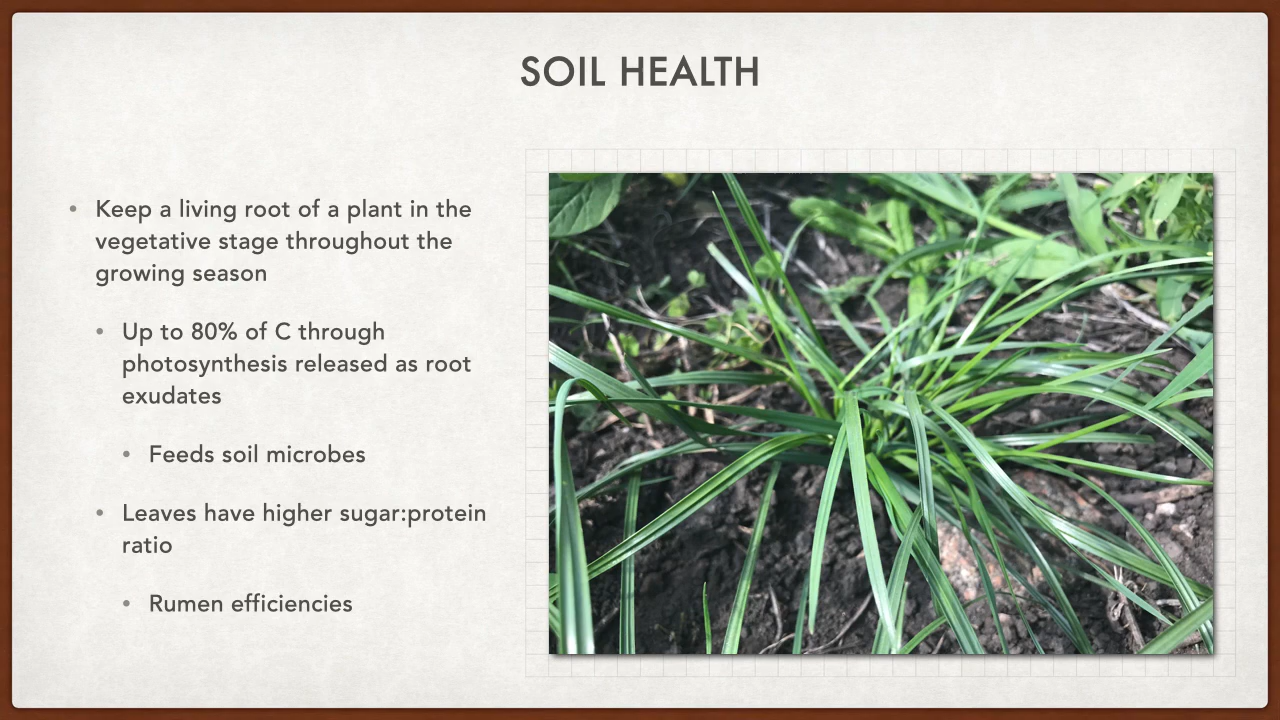 SOIL HEALTH
• Keep a living root of a plant in the
vegetative stage throughout the
growing season
• Up to 80% of C through
photosynthesis released as root
exudates
• Feeds soil microbes
• Leaves have higher sugar:protein
ratio
• Rumen efficiencies